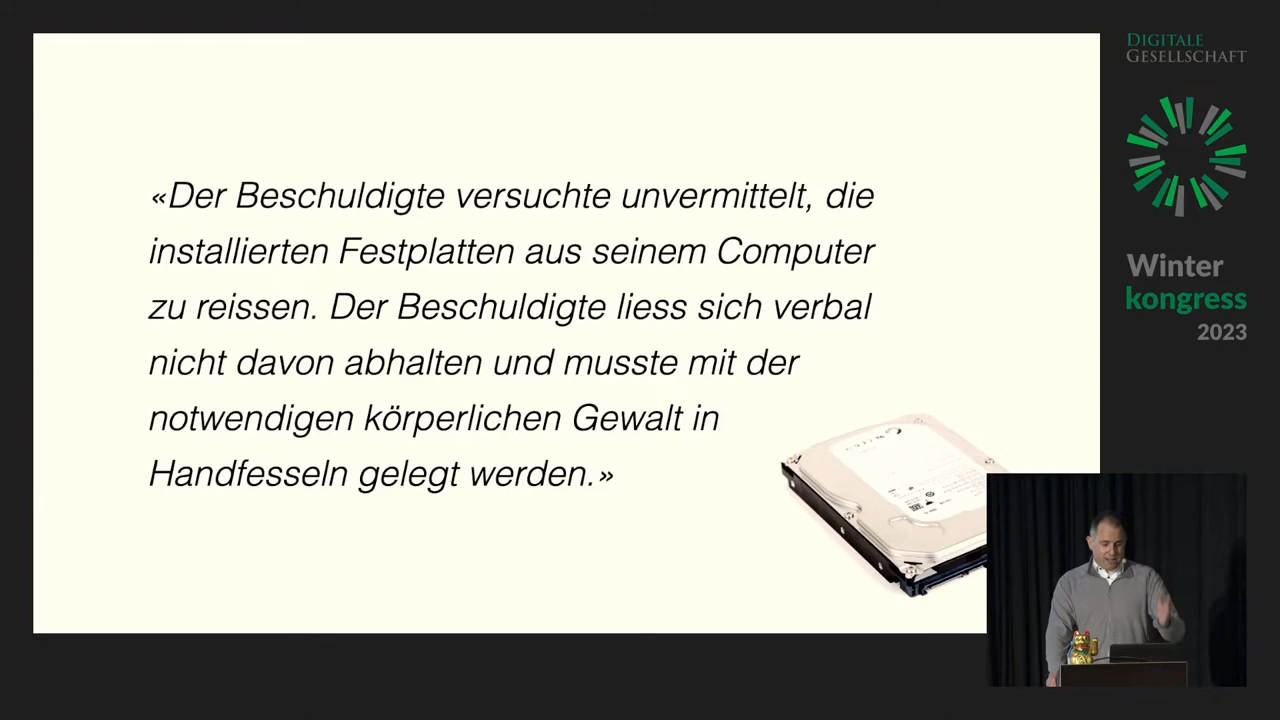 «Der Beschuldigte versuchte unvermittelt, die
installierten Festplatten aus seinem Computer
zu reissen. Der Beschuldigte liess sich verbal
nicht davon abhalten und musste mit der
notwendigen körperlichen Gewalt in
Handfesseln gelegt werden.»
DIGITALE
GESELLSCHAFT
Winter
kongress
2023